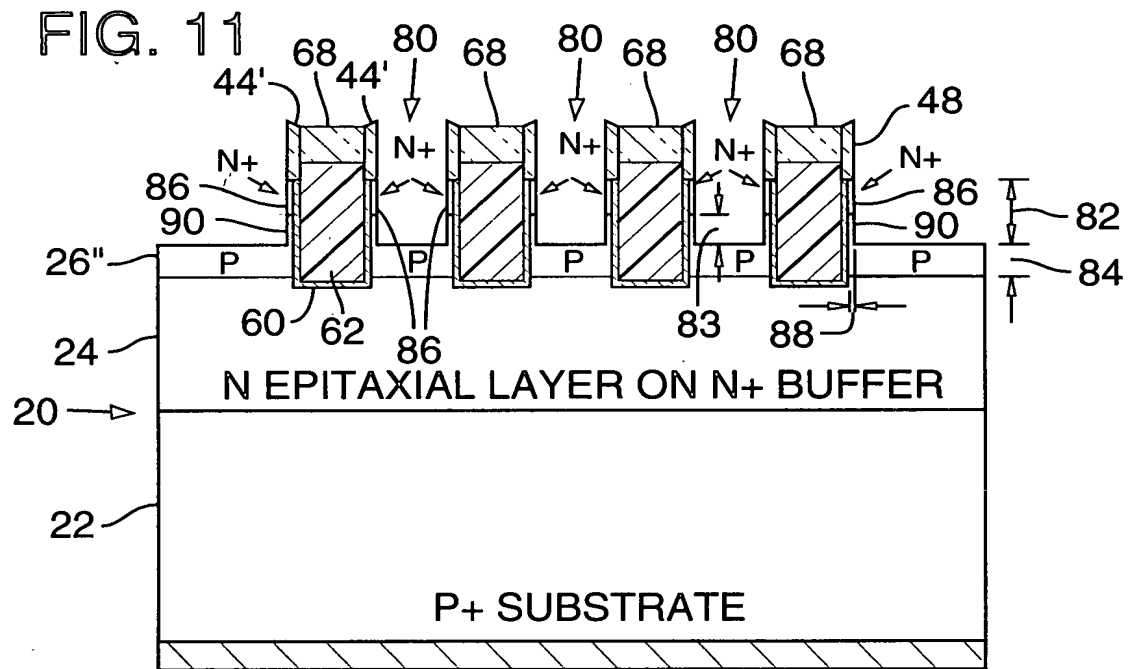 FIG. 11
80 80 80
68 68 68 68
44' 44'
48
N+ N+ N+ N+ N+
86 86
82
90 90
26" P P P P P 84
60 62 86 83 88
24
N EPITAXIAL LAYER ON N+ BUFFER
20
22
P+ SUBSTRATE